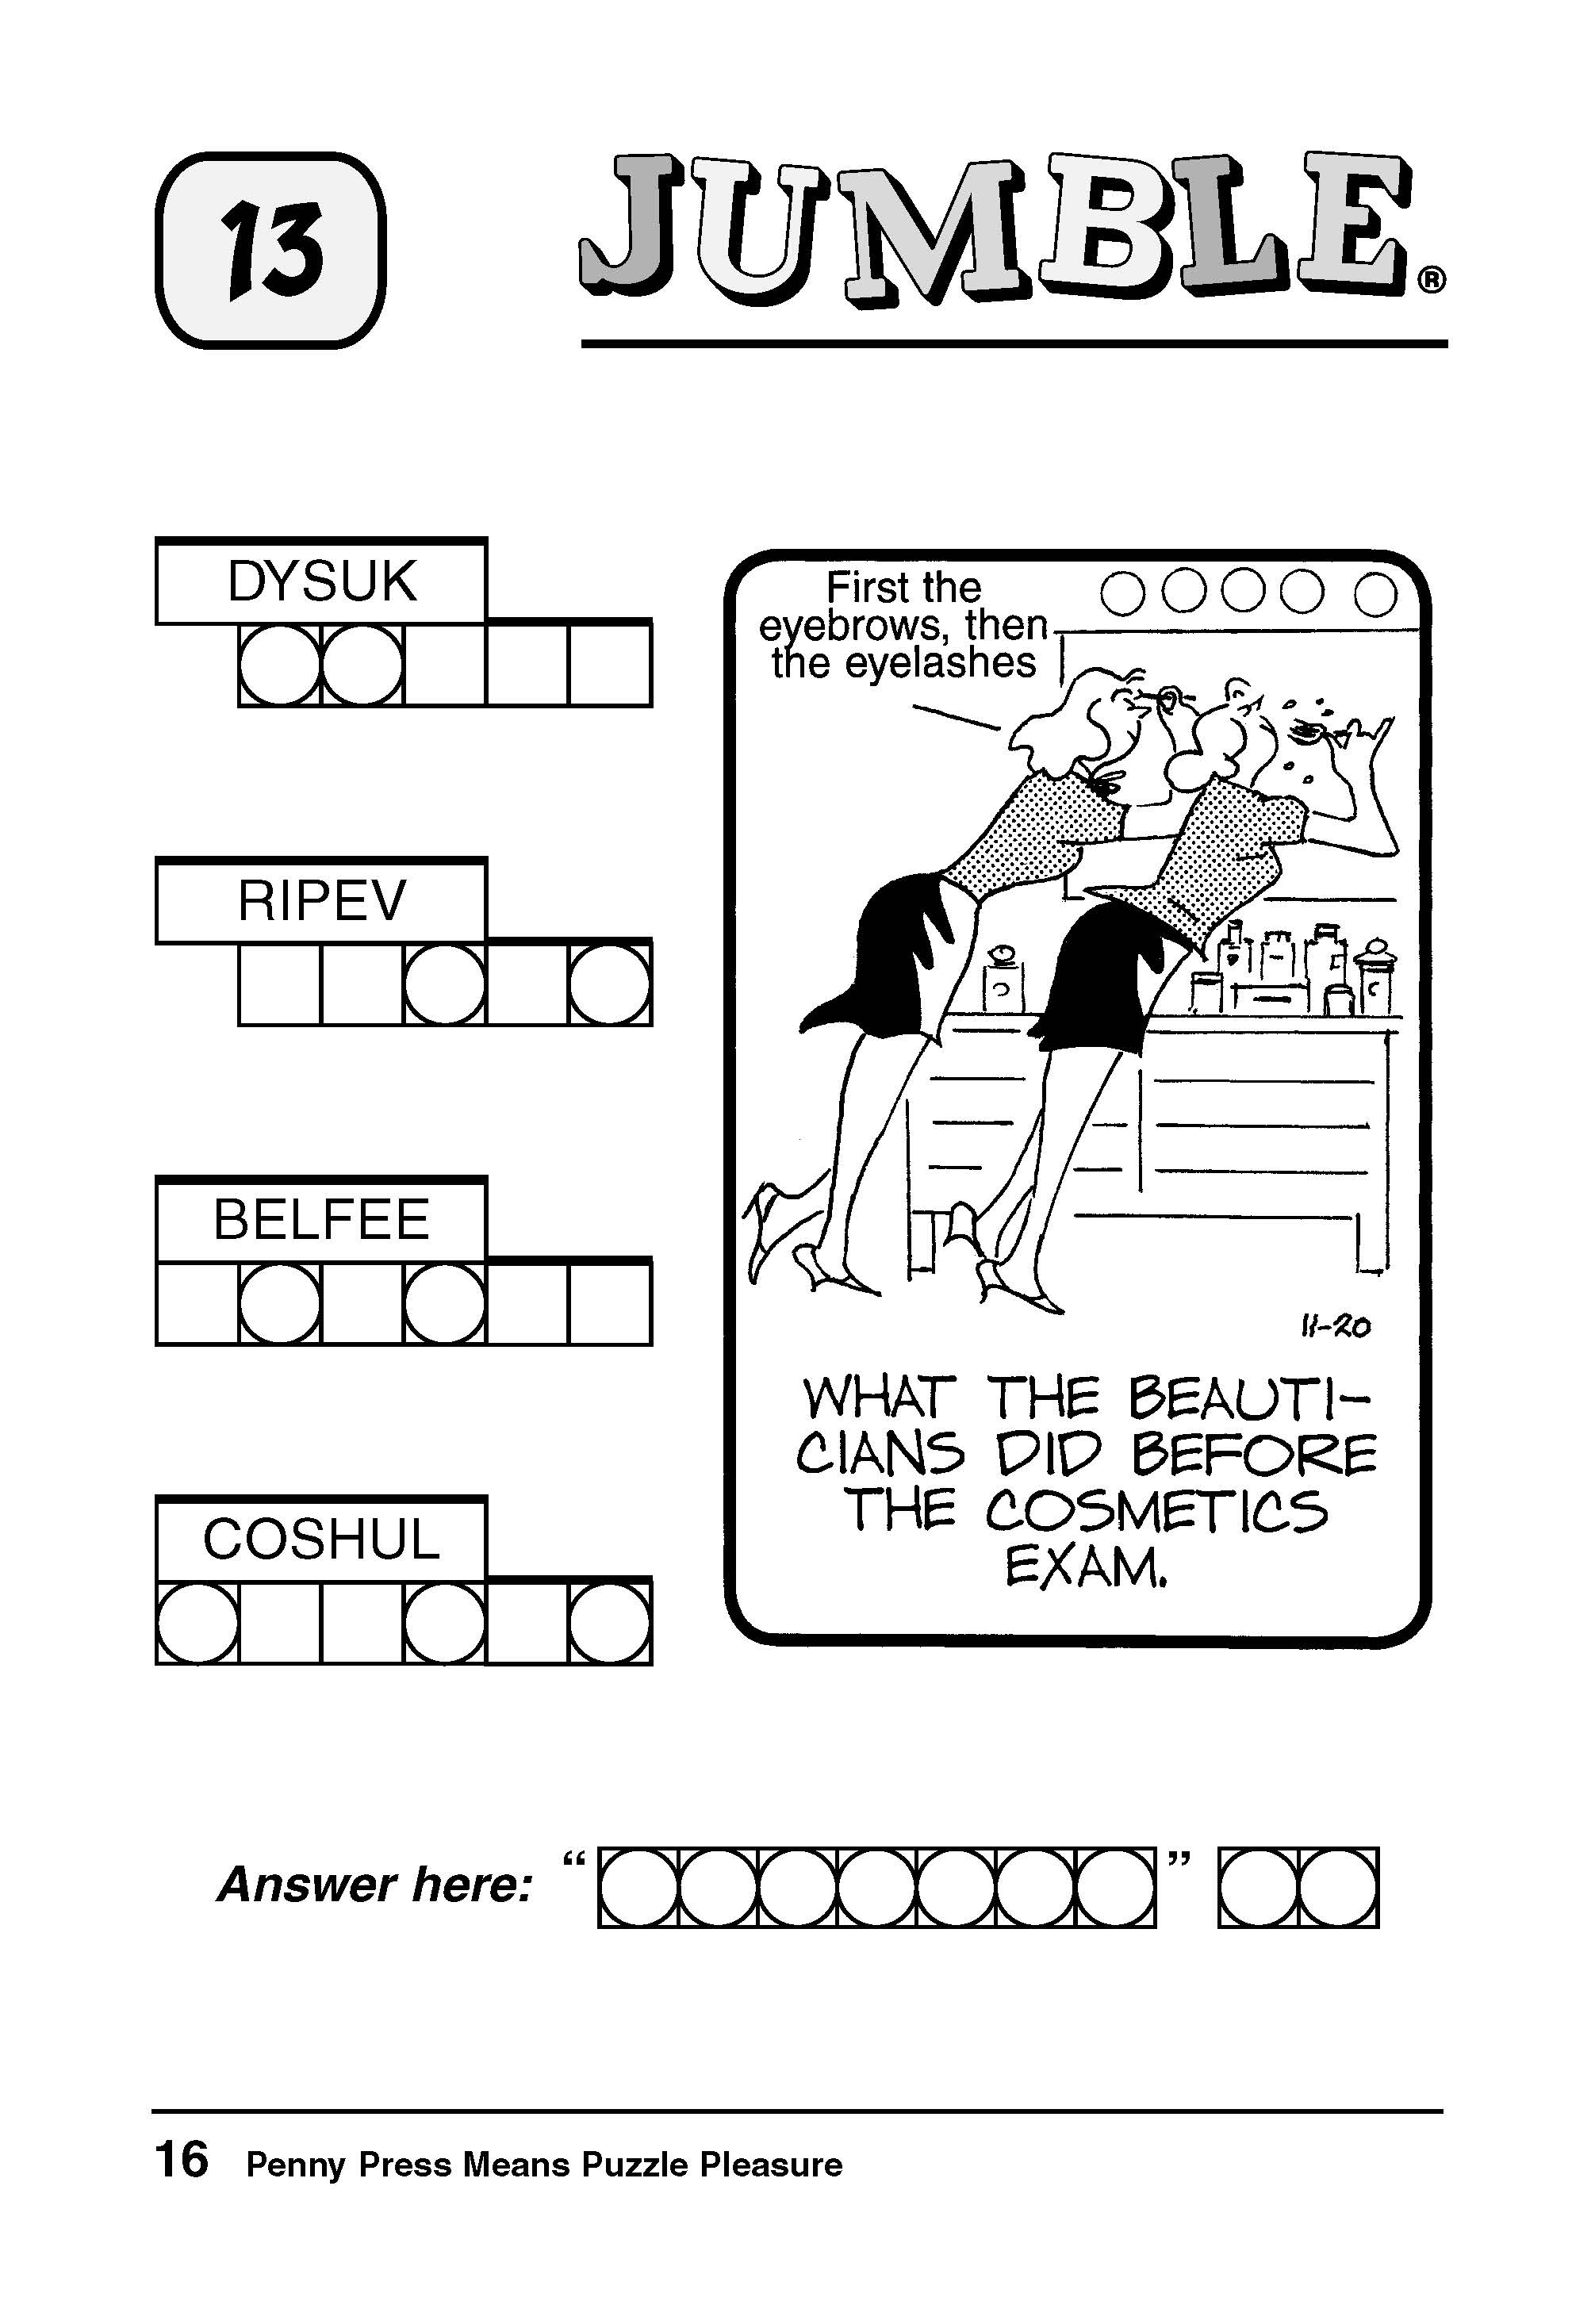 13
JUMBLE®
DYSUK
RIPEV
BELFEE
COSHUL
First the
eyebrows, then
the eyelashes
11-20
WHAT THE BEAUTI-
CIANS DID BEFORE
THE COSMETICS
EXAM.
Answer here: “ ”
16 Penny Press Means Puzzle Pleasure